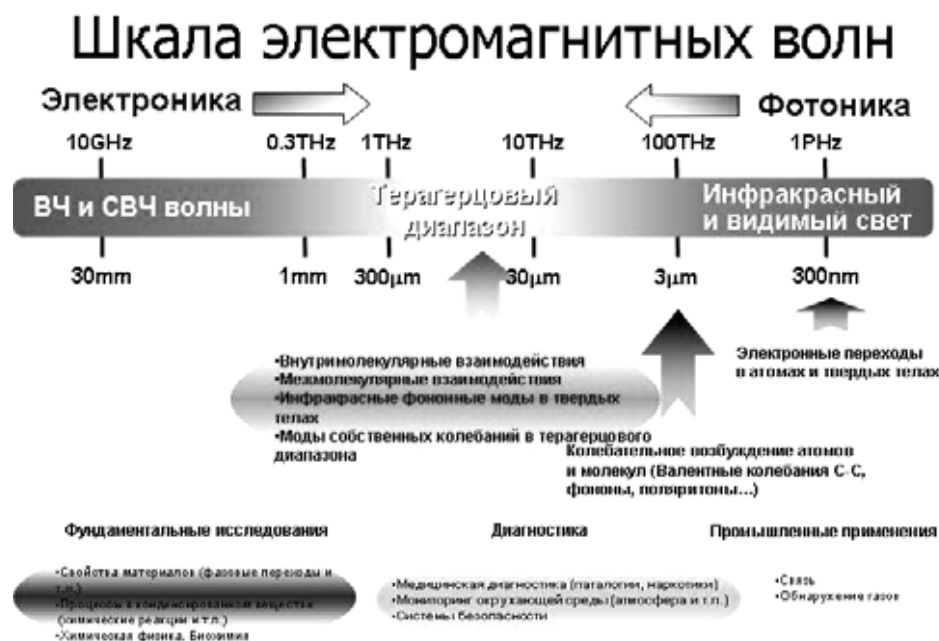 Шкала электромагнитных волн
Электроника
Фотоника
10GHz 0.3THz 1THz 10THz 100THz 1PHz
ВЧ и СВЧ волны
Терагерцовый
диапазон
Инфракрасный
и видимый свет
30mm 1mm 300μm 30μm 3μm 300nm
•Внутримолекулярные взаимодействия
•Межмолекулярные взаимодействия
•Инфракрасные фононные моды в твердых
телах
•Моды собственных колебаний в терагерцового
диапазона
Электронные переходы
в атомах и твердых телах
Колебательное возбуждение атомов
и молекул (Валентные колебания С-С,
фононы, поляритоны...)
Фундаментальные исследования
•Свойства материалов (фазовые переходы и
т.п.)
•Процессы в конденсированном веществе
(химические реакции и т.п.)
•Химическая физика, Биохимия
Диагностика
•Медицинская диагностика (паталогии, наркотики)
•Мониторинг окружающей среды (атмосфера и т.п.)
•Системы безопасности
Промышленные применения
•Связь
•Обнаружение газов